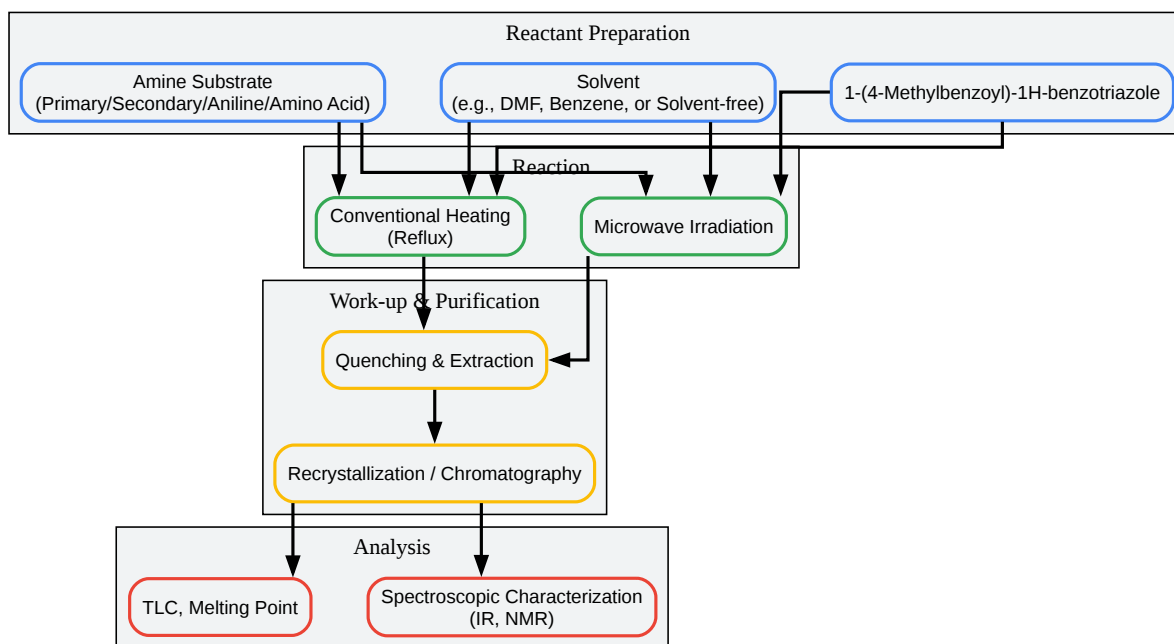 Reactant Preparation
Amine Substrate
(Primary/Secondary/Aniline/Amino Acid)
Solvent
(e.g., DMF, Benzene, or Solvent-free)
1-(4-Methylbenzoyl)-1H-benzotriazole
Reaction
Conventional Heating
(Reflux)
Microwave Irradiation
Work-up & Purification
Quenching & Extraction
Recrystallization / Chromatography
Analysis
TLC, Melting Point
Spectroscopic Characterization
(IR, NMR)